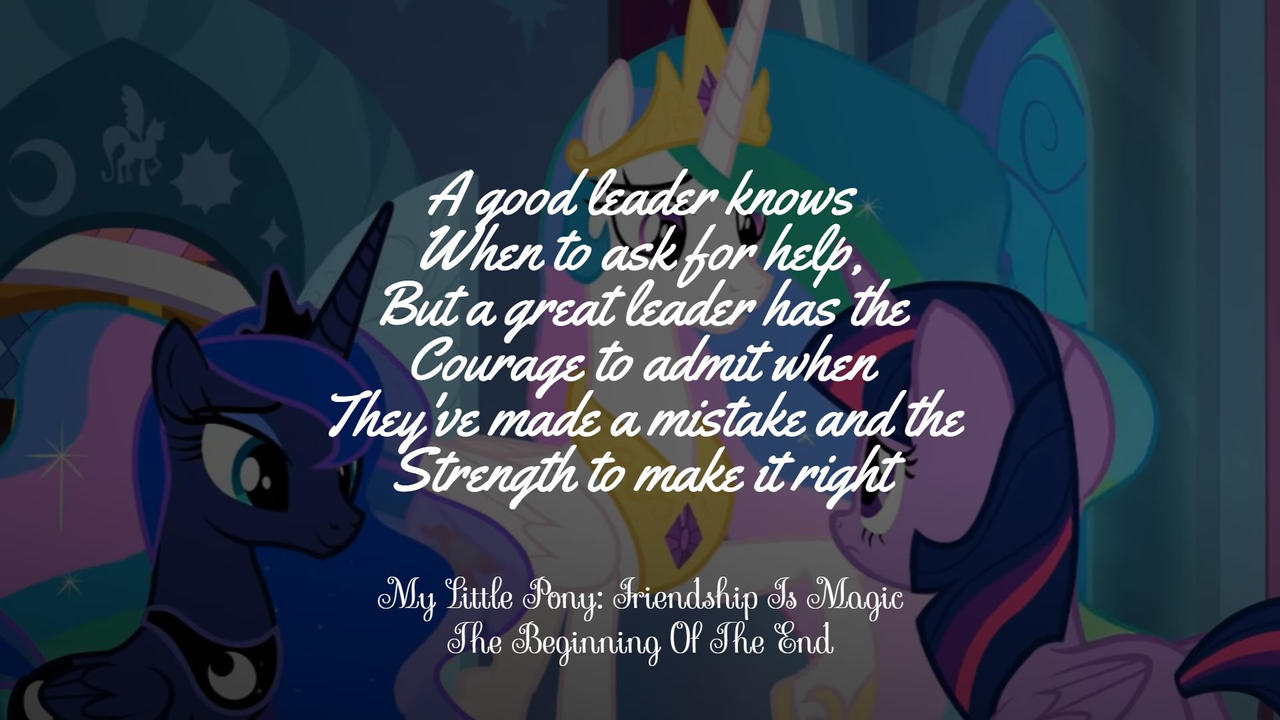 A good leader knows
When to ask for help,
But a great leader has the
Courage to admit when
They've made a mistake and the
Strength to make it right
My Little Pony: Friendship Is Magic
The Beginning Of The End